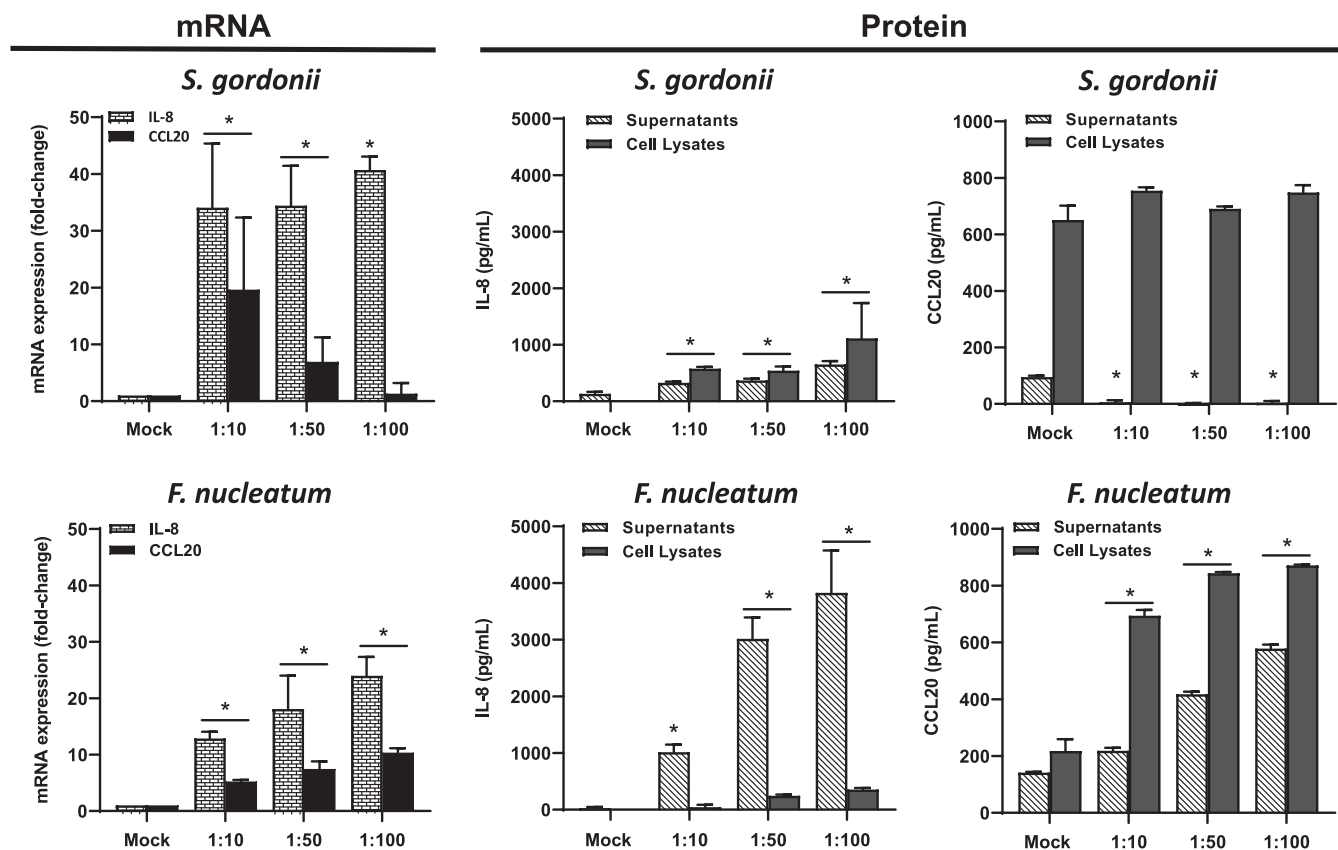 mRNA
Protein
S. gordonii
S. gordonii
S. gordonii
IL-8
CCL20
mRNA expression (fold-change)
50
40
30
20
10
0
Mock 1:10 1:50 1:100
* * *
Supernatants
Cell Lysates
IL-8 (pg/mL)
5000
4000
3000
2000
1000
0
Mock 1:10 1:50 1:100
* * *
Supernatants
Cell Lysates
CCL20 (pg/mL)
1000
800
600
400
200
0
Mock 1:10 1:50 1:100
* * *
F. nucleatum
F. nucleatum
F. nucleatum
IL-8
CCL20
mRNA expression (fold-change)
50
40
30
20
10
0
Mock 1:10 1:50 1:100
* * *
Supernatants
Cell Lysates
IL-8 (pg/mL)
5000
4000
3000
2000
1000
0
Mock 1:10 1:50 1:100
* * *
Supernatants
Cell Lysates
CCL20 (pg/mL)
1000
800
600
400
200
0
Mock 1:10 1:50 1:100
* * *